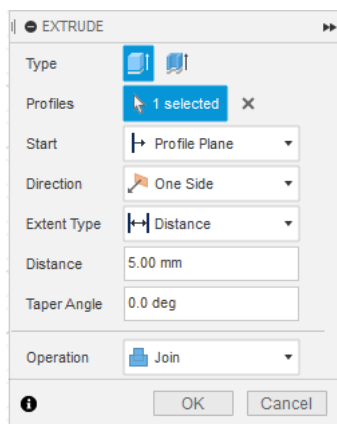 EXTRUDE
Type
Profiles 1 selected
Start Profile Plane
Direction One Side
Extent Type Distance
Distance 5.00 mm
Taper Angle 0.0 deg
Operation Join
OK Cancel